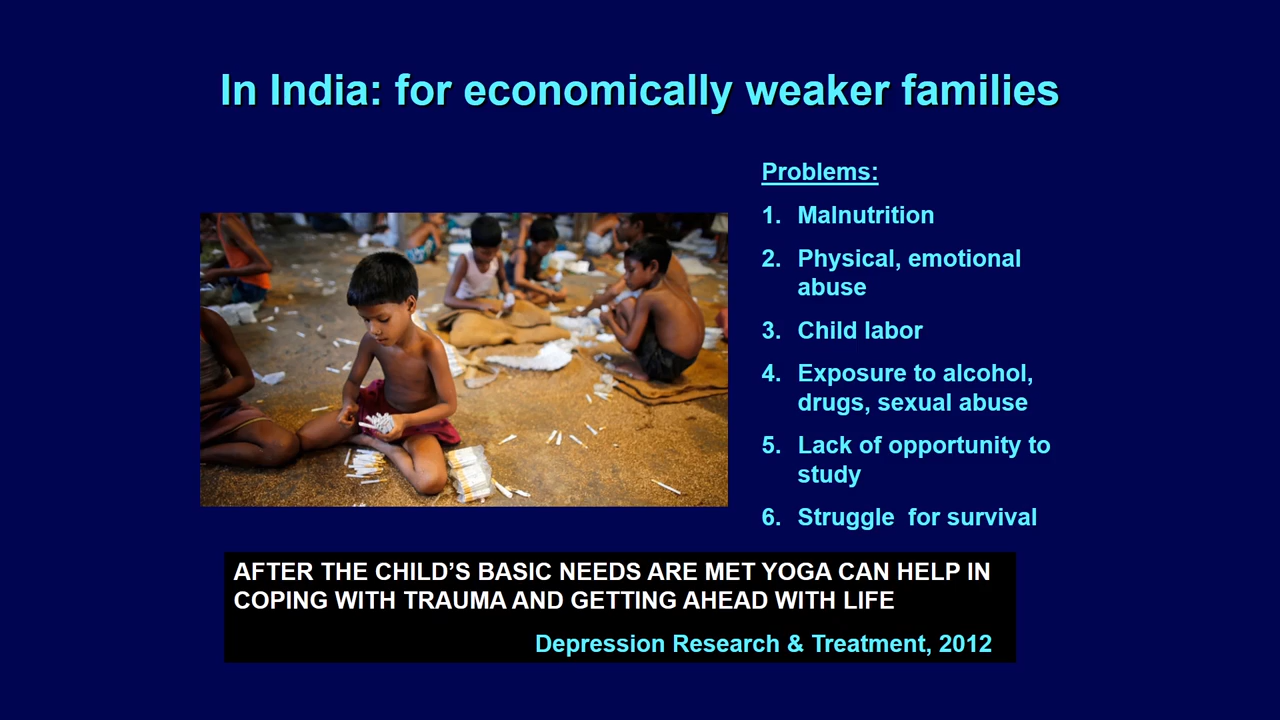 In India: for economically weaker families
Problems:
1. Malnutrition
2. Physical, emotional
abuse
3. Child labor
4. Exposure to alcohol,
drugs, sexual abuse
5. Lack of opportunity to
study
6. Struggle  for survival
AFTER THE CHILD’S BASIC NEEDS ARE MET YOGA CAN HELP IN
COPING WITH TRAUMA AND GETTING AHEAD WITH LIFE
Depression Research & Treatment, 2012